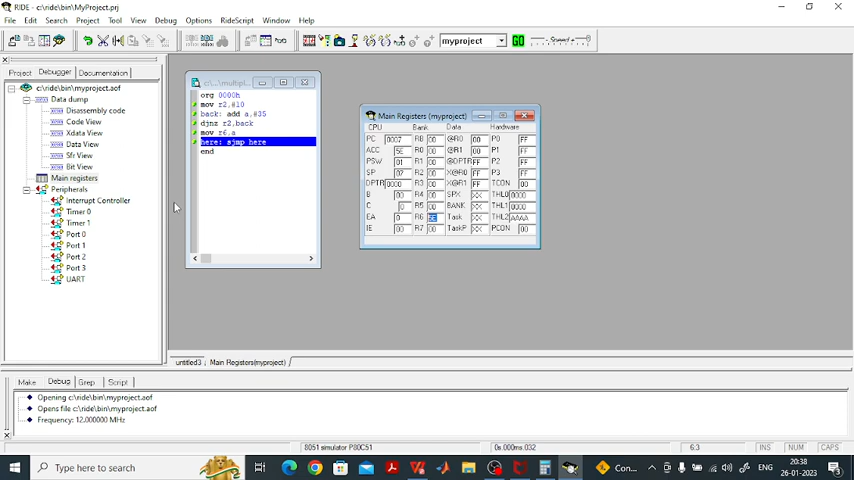 RIDE - c:\ride\bin\MyProject.prj
File Edit Search Project Tool View Debug Options RideScript Window Help
myproject GO Speed
Project Debugger Documentation
c:\ride\bin\myproject.aof
Data dump
Disassembly code
Code View
Xdata View
Data View
Sfr View
Bit View
Main registers
Peripherals
Interrupt Controller
Timer 0
Timer 1
Port 0
Port 1
Port 2
Port 3
UART
c:\...\multipl
org 0000h
mov r2,#10
back: add a,#35
djnz r2,back
mov r6,a
here: sjmp here
end
Main Registers (myproject)
CPU Bank Data Hardware
PC 0007 RB 00 @R0 00 P0 FF
ACC 5E R0 00 @R1 00 P1 FF
PSW 01 R1 00 @DPTR FF P2 FF
SP 07 R2 00 X@R0 FF P3 FF
DPTR 0000 R3 00 X@R1 FF TCON 00
B 00 R4 00 SPX XX THL0 0000
C 0 R5 00 BANK XX THL1 0000
EA 0 R6 5E Task XX THL2 AAAA
IE 00 R7 00 TaskP XX PCON 00
untitled3 Main Registers(myproject)
Make Debug Grep Script
Opening c:\ride\bin\myproject.aof
Opens file c:\ride\bin\myproject.aof
Frequency: 12.000000 MHz
8051 simulator P80C51 0s.000ms.032 6:3 INS NUM CAPS
Type here to search Con... ENG 20:38
26-01-2023 3